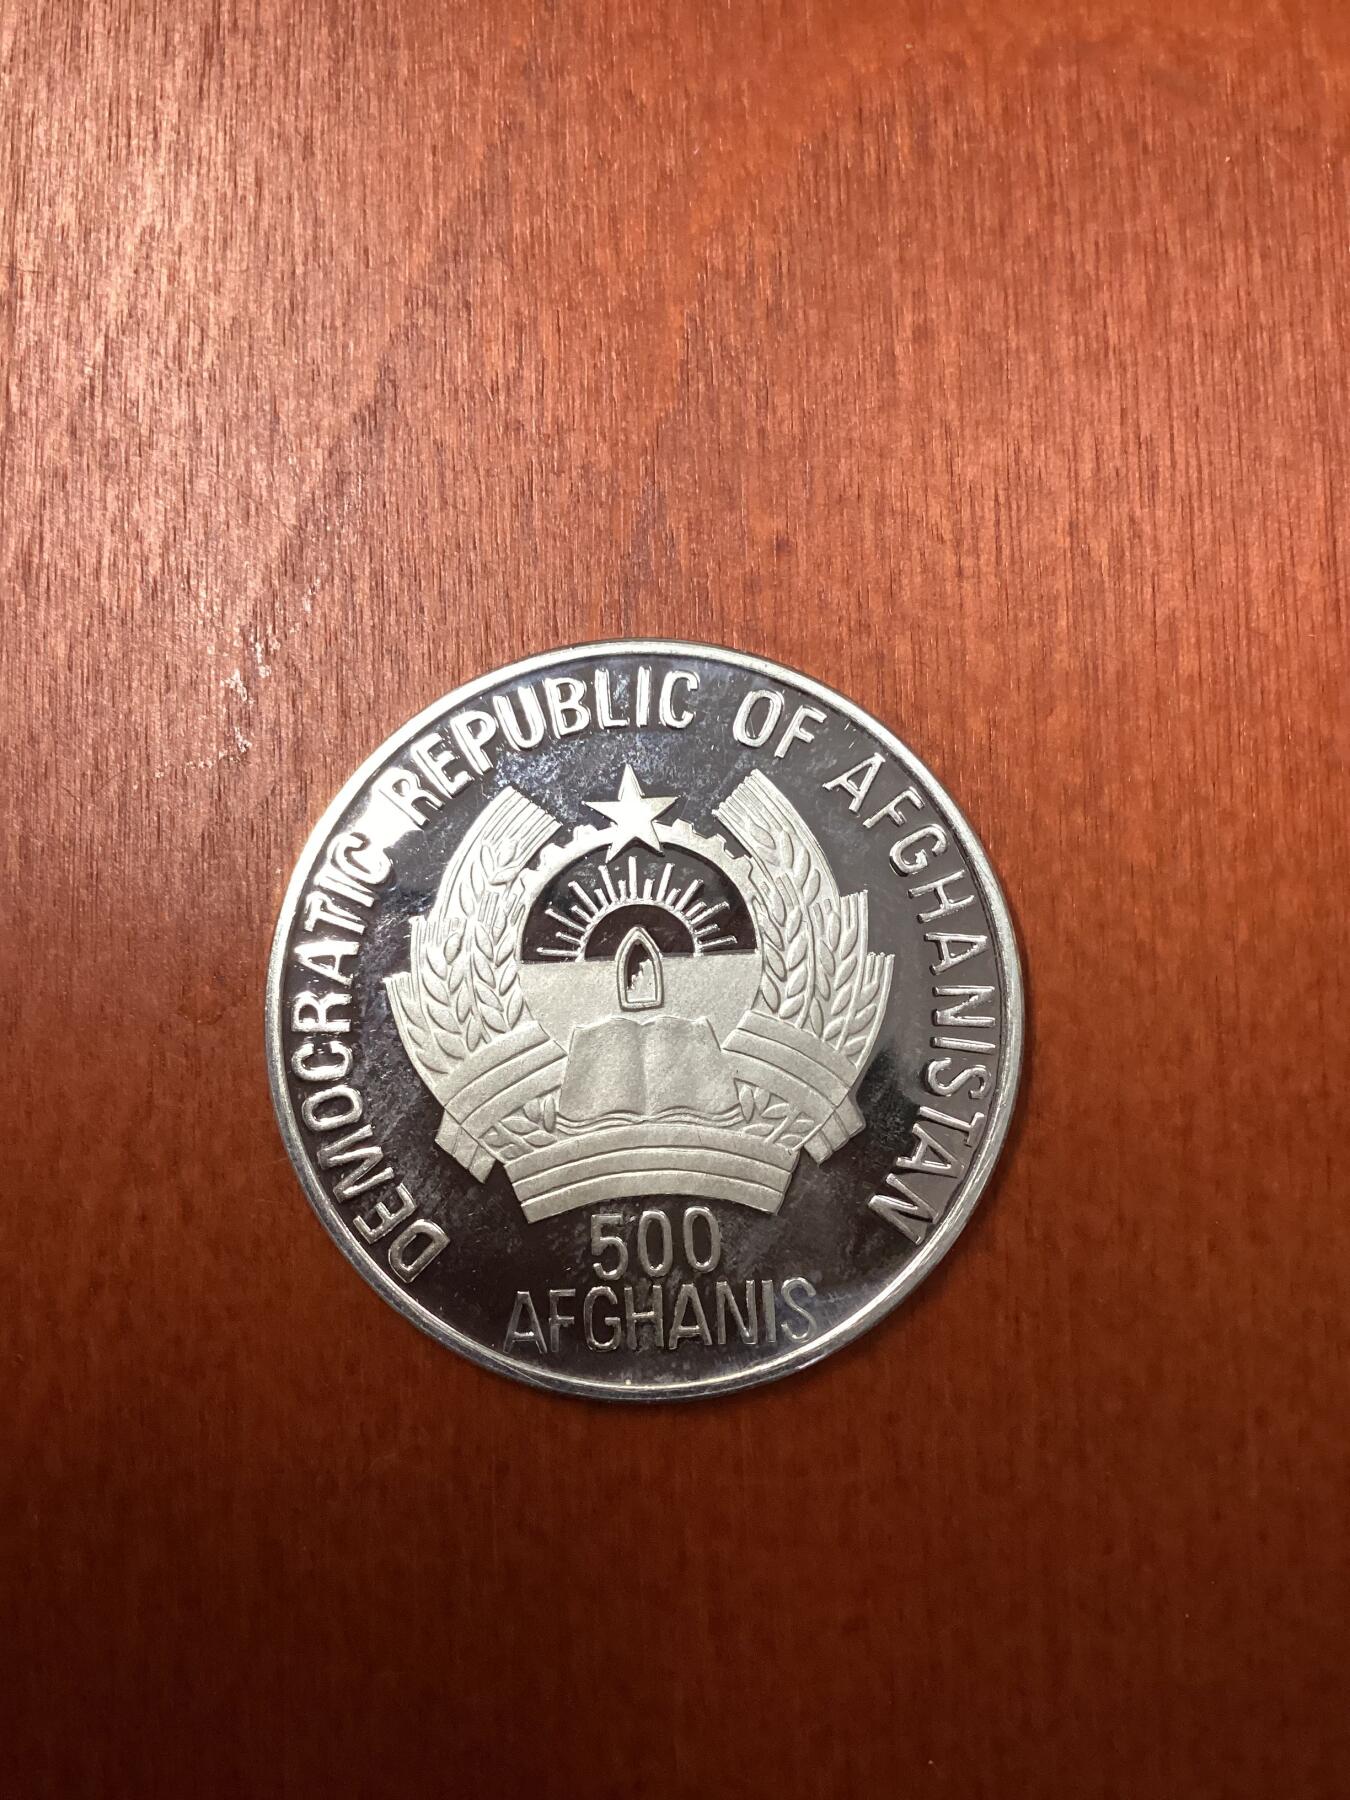 DEMOCRATIC REPUBLIC OF AFGHANISTAN
500
AFGHANIS